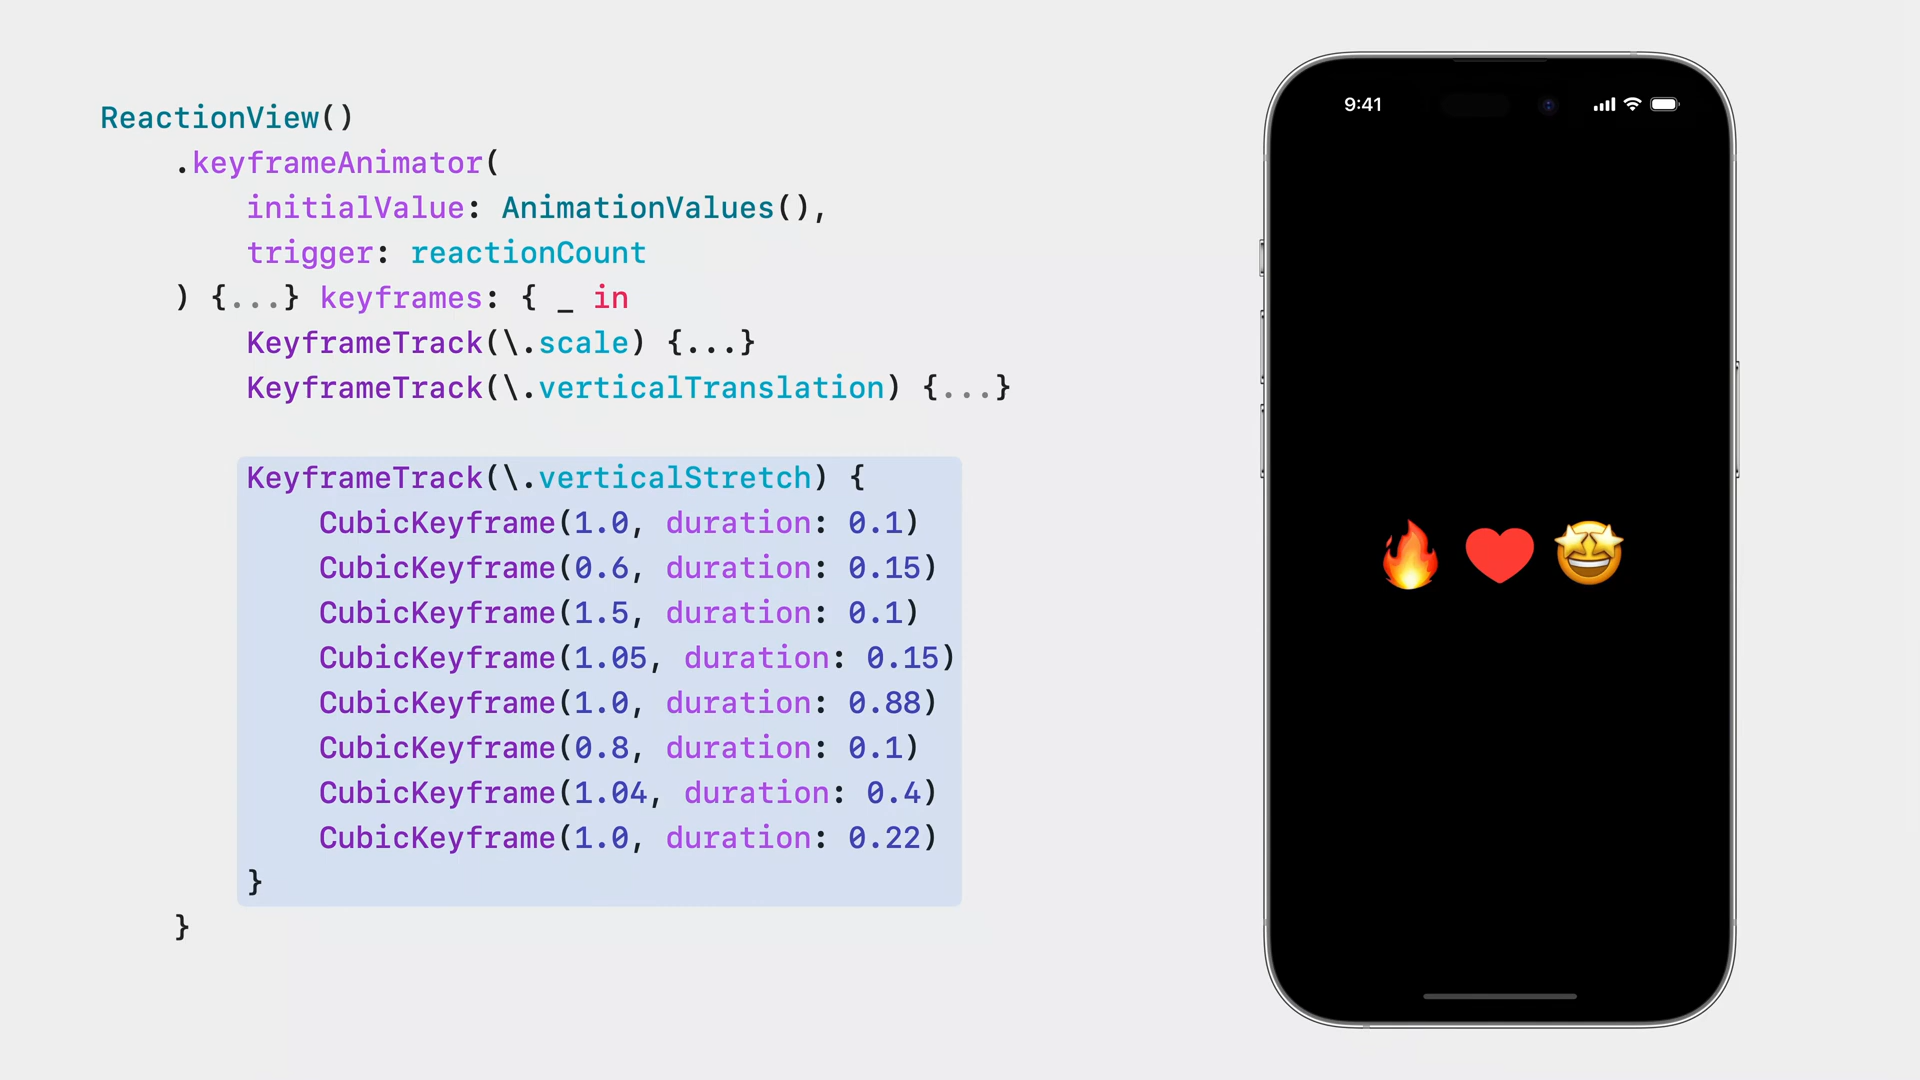 ReactionView()
.keyframeAnimator(
initialValue: AnimationValues(),
trigger: reactionCount
) {...} keyframes: { _ in
KeyframeTrack(\.scale) {...}
KeyframeTrack(\.verticalTranslation) {...}
KeyframeTrack(\.verticalStretch) {
CubicKeyframe(1.0, duration: 0.1)
CubicKeyframe(0.6, duration: 0.15)
CubicKeyframe(1.5, duration: 0.1)
CubicKeyframe(1.05, duration: 0.15)
CubicKeyframe(1.0, duration: 0.88)
CubicKeyframe(0.8, duration: 0.1)
CubicKeyframe(1.04, duration: 0.4)
CubicKeyframe(1.0, duration: 0.22)
}
}
9:41